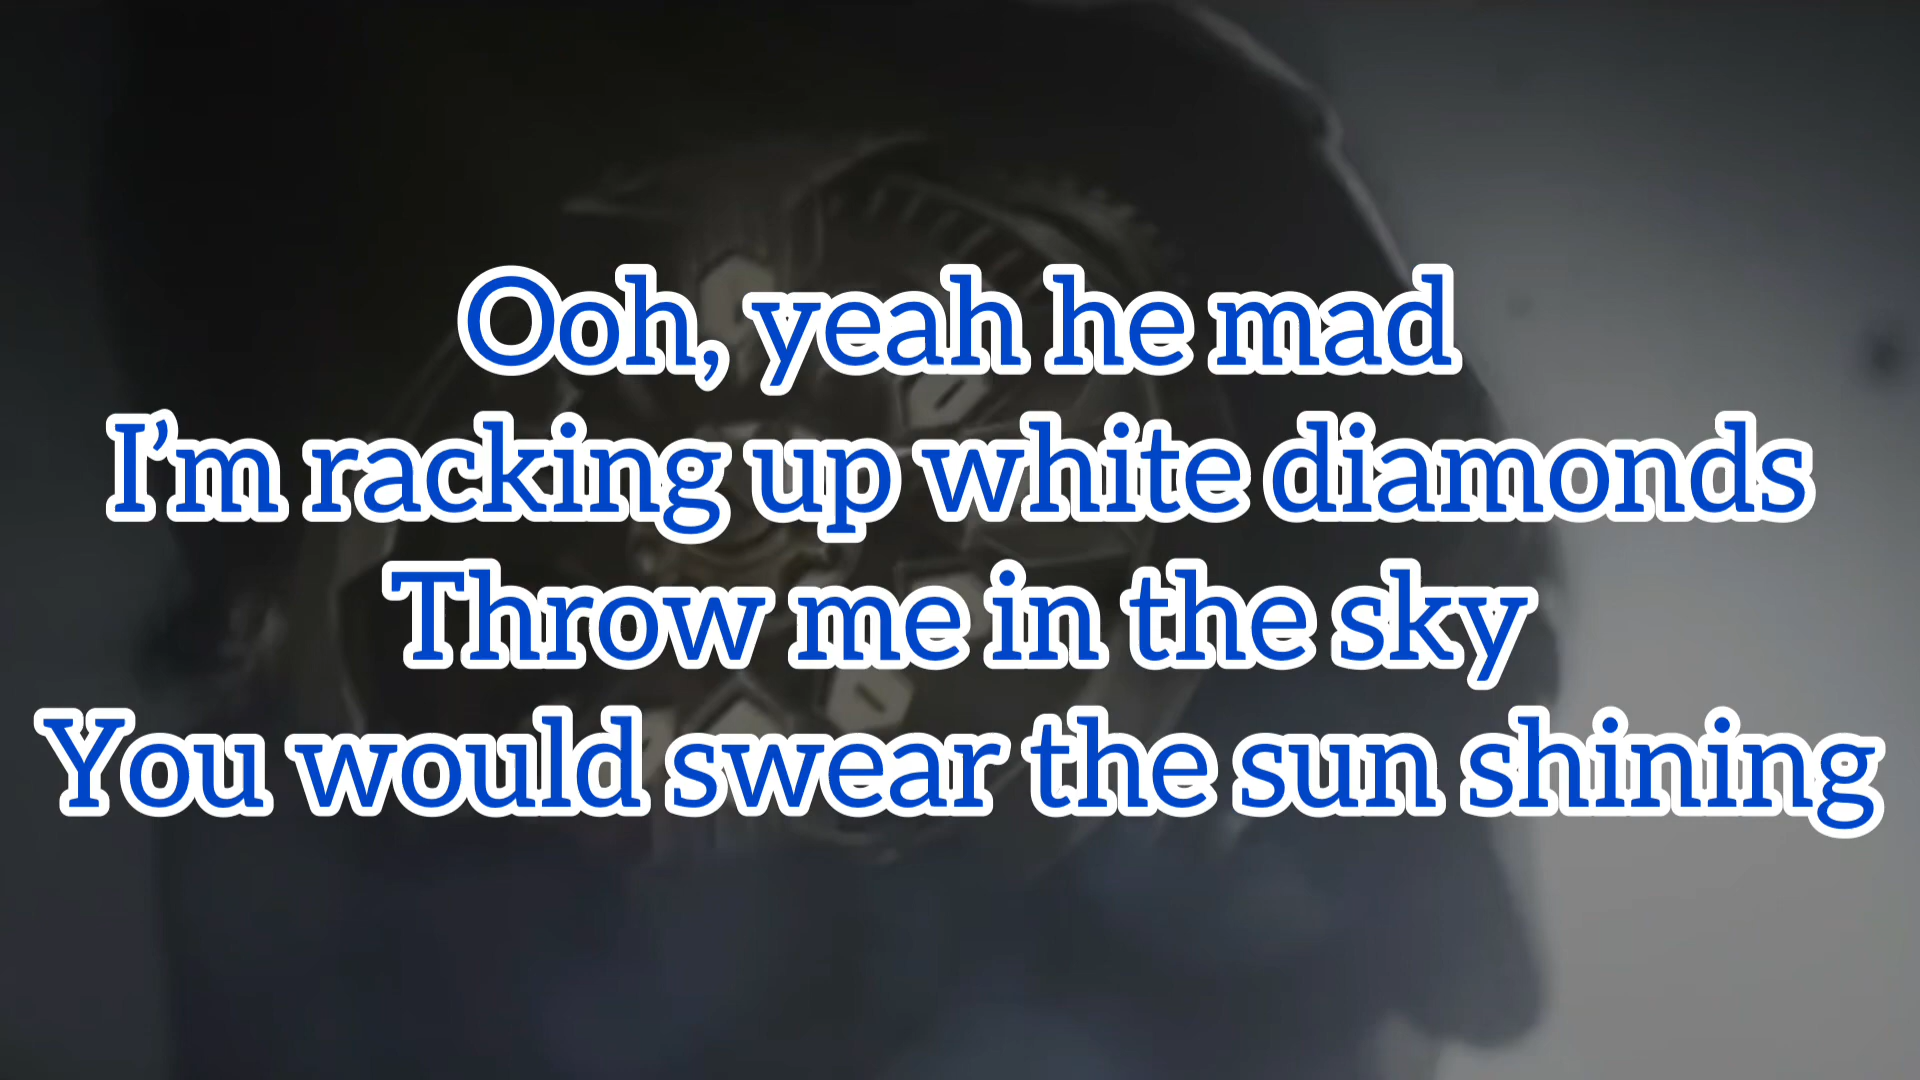 Ooh, yeah he mad
I’m racking up white diamonds
Throw me in the sky
You would swear the sun shining